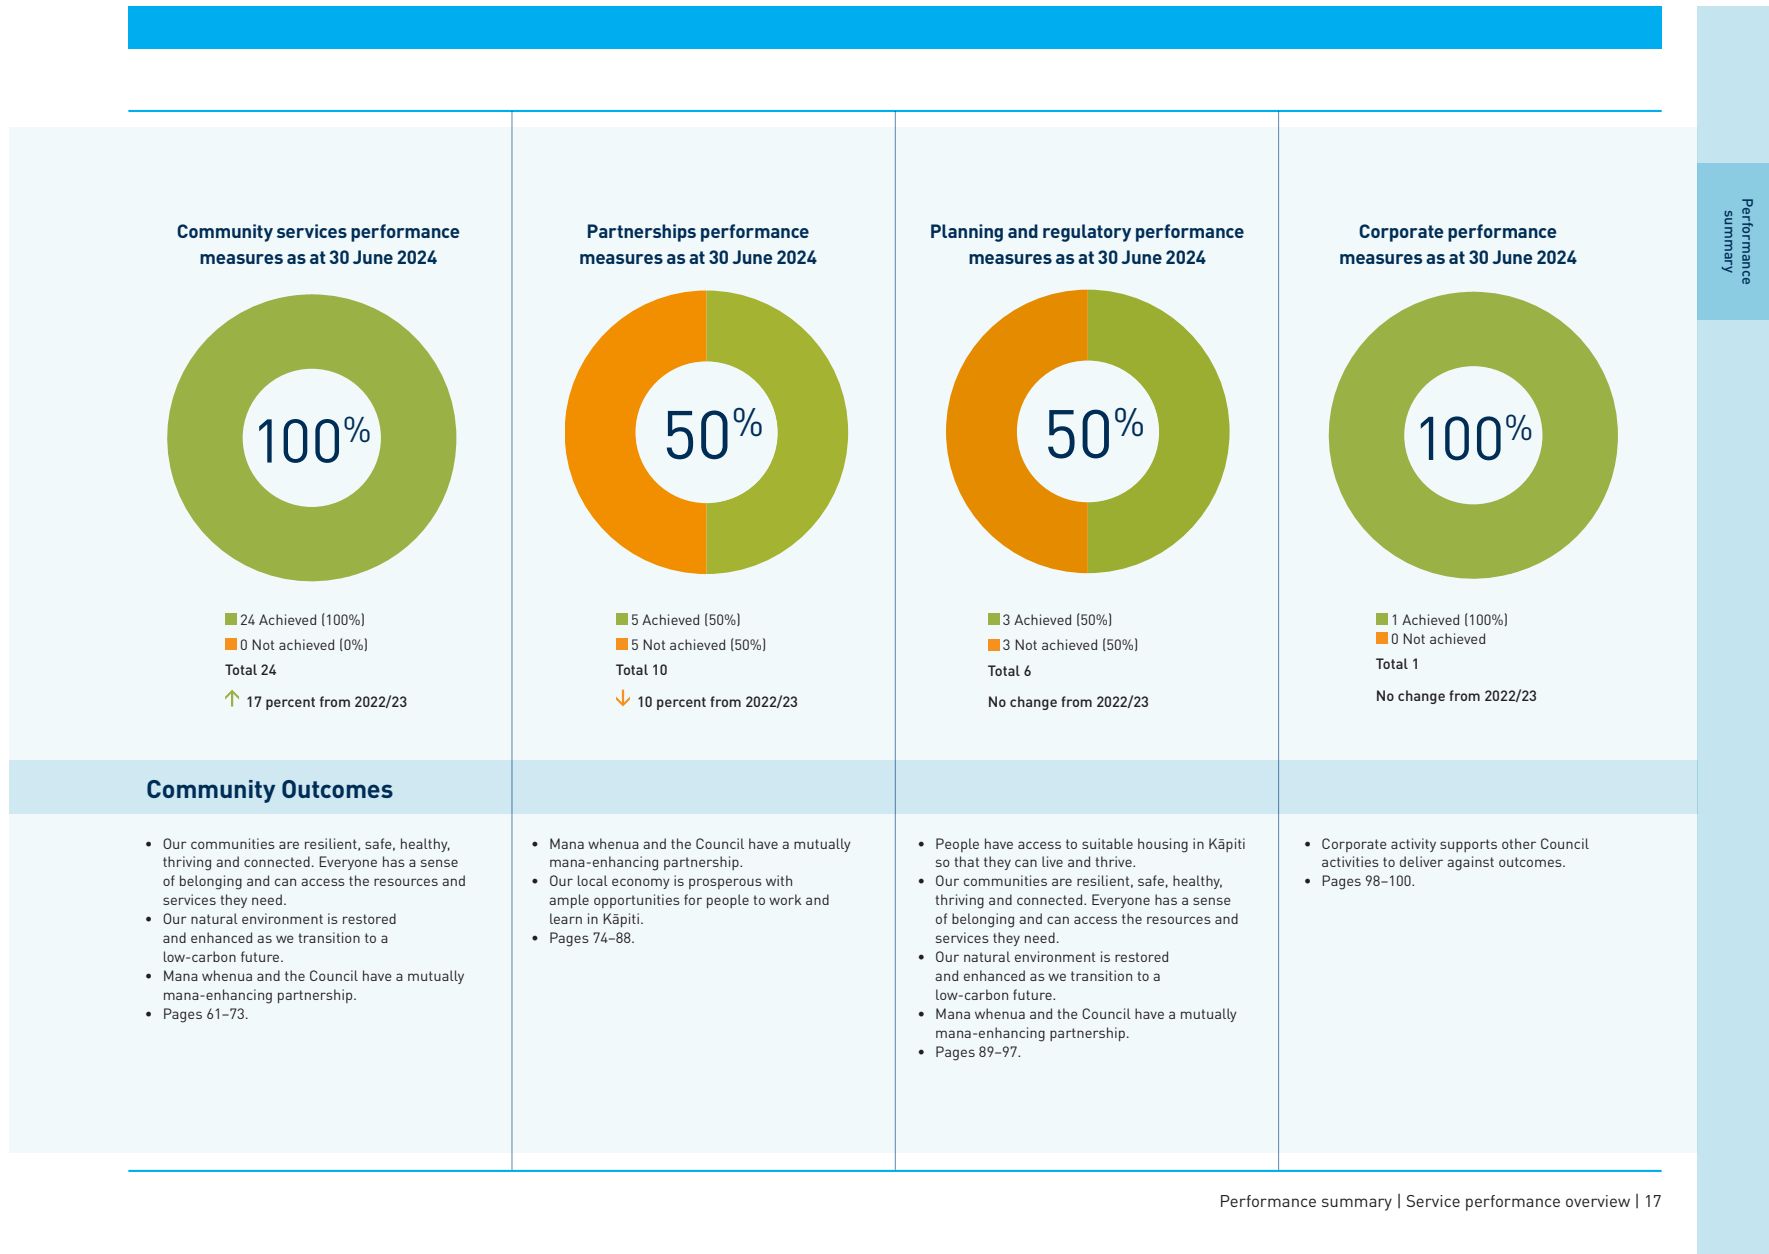 Performance
summary
Community services performance
measures as at 30 June 2024
100%
24 Achieved (100%)
0 Not achieved (0%)
Total 24
↑ 17 percent from 2022/23
Partnerships performance
measures as at 30 June 2024
50%
5 Achieved (50%)
5 Not achieved (50%)
Total 10
↓ 10 percent from 2022/23
Planning and regulatory performance
measures as at 30 June 2024
50%
3 Achieved (50%)
3 Not achieved (50%)
Total 6
No change from 2022/23
Corporate performance
measures as at 30 June 2024
100%
1 Achieved (100%)
0 Not achieved
Total 1
No change from 2022/23
Community Outcomes
• Our communities are resilient, safe, healthy,
thriving and connected. Everyone has a sense
of belonging and can access the resources and
services they need.
• Our natural environment is restored
and enhanced as we transition to a
low-carbon future.
• Mana whenua and the Council have a mutually
mana-enhancing partnership.
• Pages 61–73.
• Mana whenua and the Council have a mutually
mana-enhancing partnership.
• Our local economy is prosperous with
ample opportunities for people to work and
learn in Kāpiti.
• Pages 74–88.
• People have access to suitable housing in Kāpiti
so that they can live and thrive.
• Our communities are resilient, safe, healthy,
thriving and connected. Everyone has a sense
of belonging and can access the resources and
services they need.
• Our natural environment is restored
and enhanced as we transition to a
low-carbon future.
• Mana whenua and the Council have a mutually
mana-enhancing partnership.
• Pages 89–97.
• Corporate activity supports other Council
activities to deliver against outcomes.
• Pages 98–100.
Performance summary | Service performance overview | 17